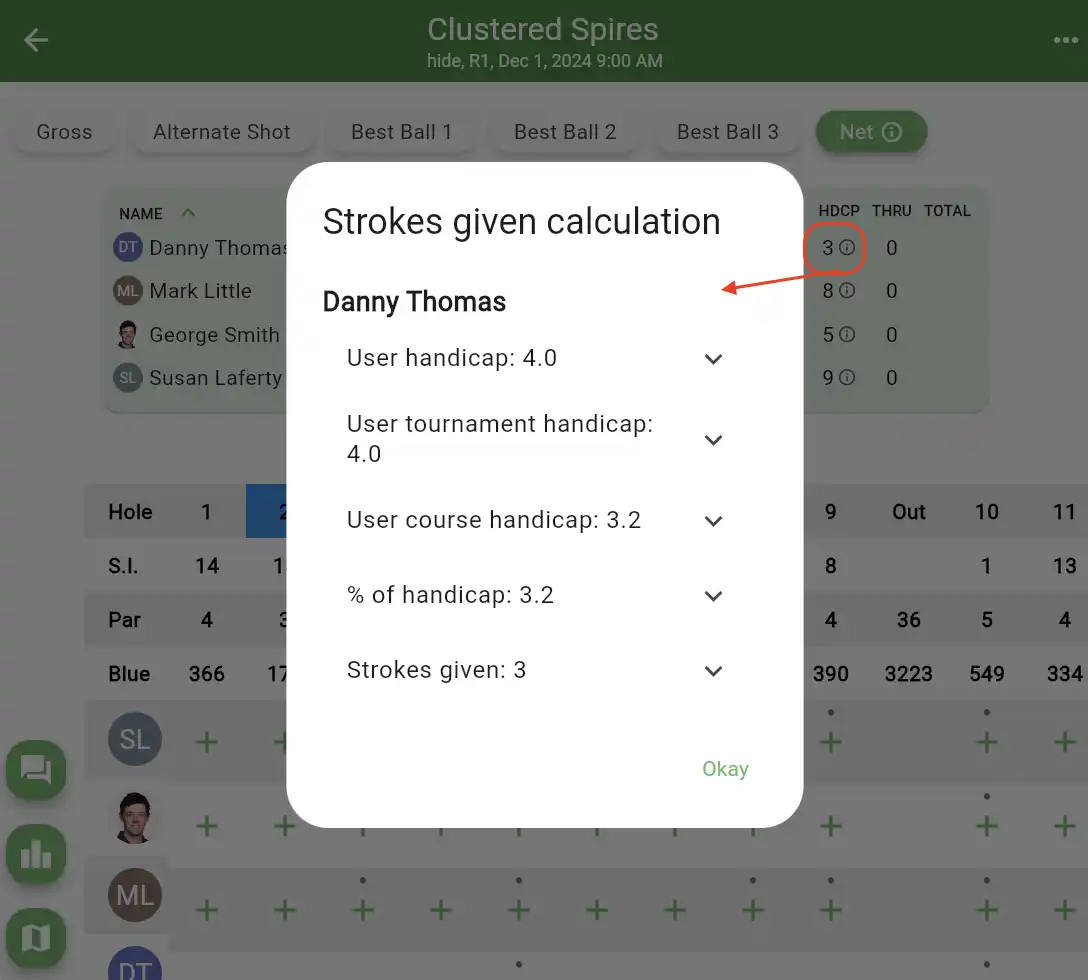 Clustered Spires
hide, R1, Dec 1, 2024 9:00 AM
Gross Alternate Shot Best Ball 1 Best Ball 2 Best Ball 3 Net
NAME HDCP THRU TOTAL
DT Danny Thomas 3 0
ML Mark Little 8 0
George Smith 5 0
SL Susan Laferty 9 0
Strokes given calculation
Danny Thomas
User handicap: 4.0
User tournament handicap:
4.0
User course handicap: 3.2
% of handicap: 3.2
Strokes given: 3
Okay
Hole 1 9 Out 10 11
S.I. 14 8 1 13
Par 4 4 36 5 4
Blue 366 390 3223 549 334
SL
ML
DT